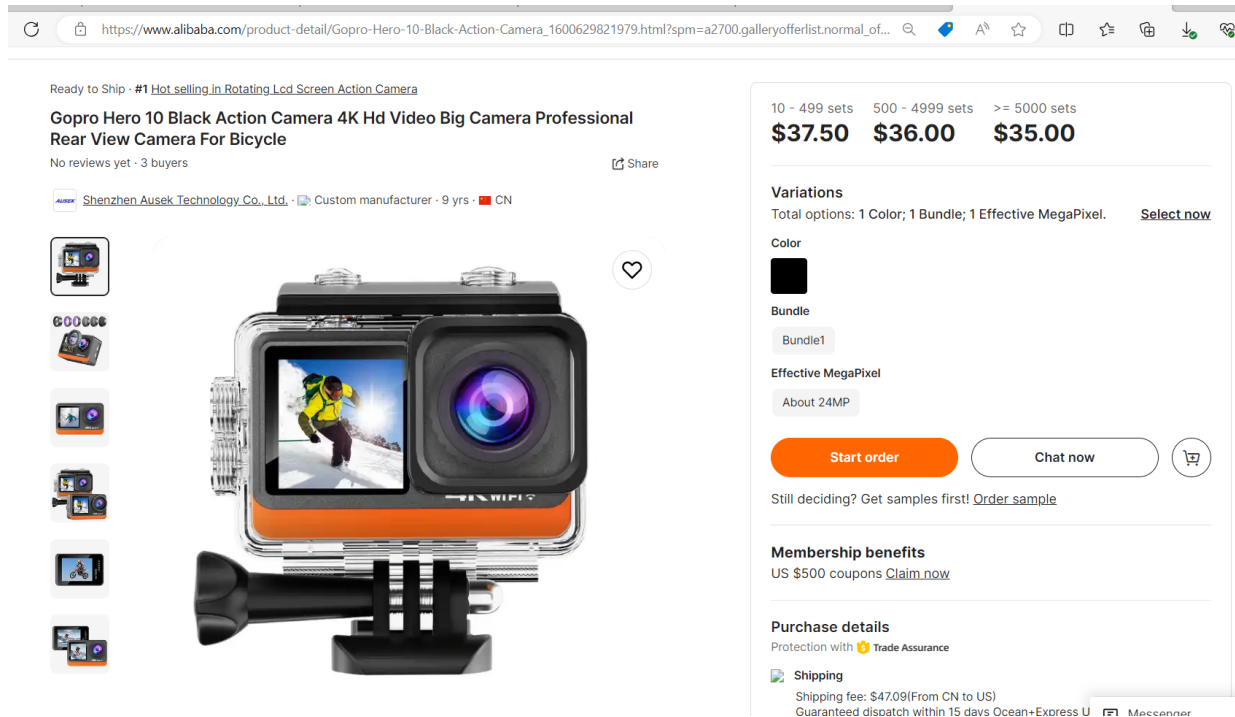 https://www.alibaba.com/product-detail/Gopro-Hero-10-Black-Action-Camera_1600629821979.html?spm=a2700.galleryofferlist.normal_of...
Ready to Ship · #1 Hot selling in Rotating Lcd Screen Action Camera
Gopro Hero 10 Black Action Camera 4K Hd Video Big Camera Professional
Rear View Camera For Bicycle
No reviews yet · 3 buyers
Share
AUSEK
Shenzhen Ausek Technology Co., Ltd. · Custom manufacturer · 9 yrs · CN
4K WIFI
10 - 499 sets 500 - 4999 sets >= 5000 sets
$37.50 $36.00 $35.00
Variations
Total options: 1 Color; 1 Bundle; 1 Effective MegaPixel. Select now
Color
Bundle
Bundle1
Effective MegaPixel
About 24MP
Start order
Chat now
Still deciding? Get samples first! Order sample
Membership benefits
US $500 coupons Claim now
Purchase details
Protection with Trade Assurance
Shipping
Shipping fee: $47.09(From CN to US)
Guaranteed dispatch within 15 days Ocean+Express U
Messenger